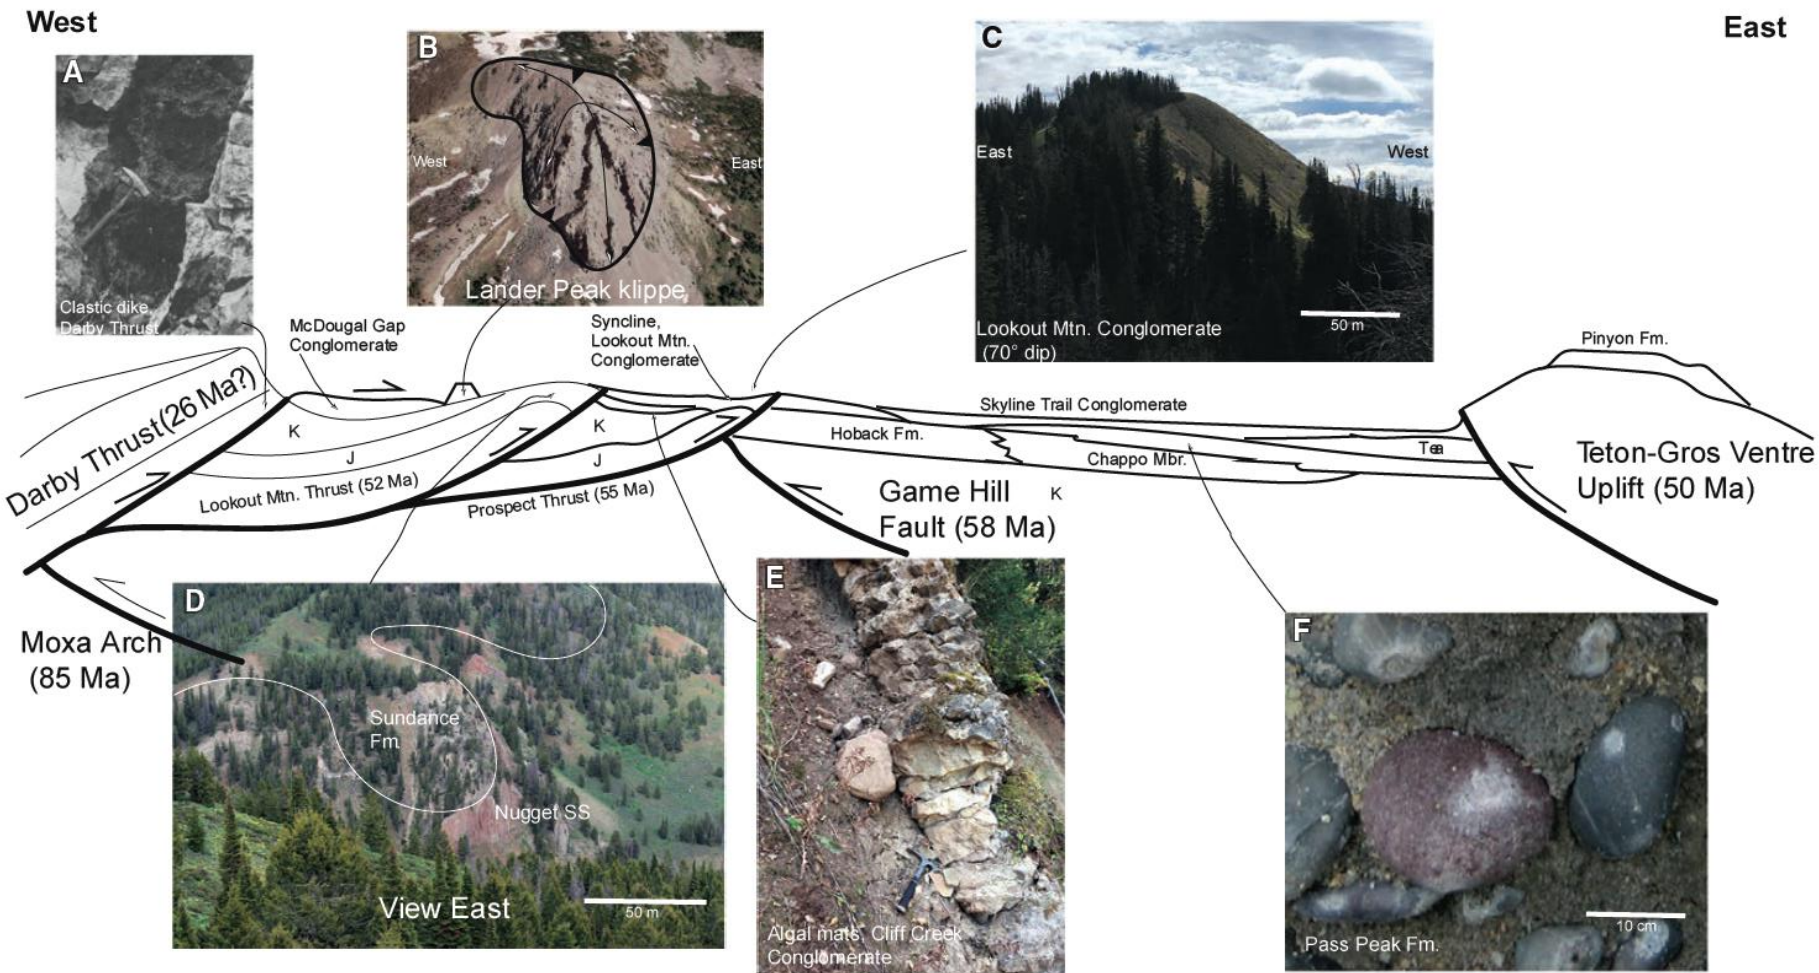 West
East
A
Clastic dike,
Darby Thrust
B
West
East
Lander Peak klippe
C
East
West
Lookout Mtn. Conglomerate
(70° dip)
50 m
McDougal Gap
Conglomerate
Syncline,
Lookout Mtn.
Conglomerate
Pinyon Fm.
Darby Thrust (26 Ma?)
K
J
Lookout Mtn. Thrust (52 Ma)
K
J
Prospect Thrust (55 Ma)
Skyline Trail Conglomerate
Hoback Fm.
Chappo Mbr.
Game Hill
Fault (58 Ma)
K
Teton-Gros Ventre
Uplift (50 Ma)
Moxa Arch
(85 Ma)
D
Sundance
Fm.
Nugget SS
View East
50 m
E
Algal mats, Cliff Creek
Conglomerate
F
Pass Peak Fm.
10 cm